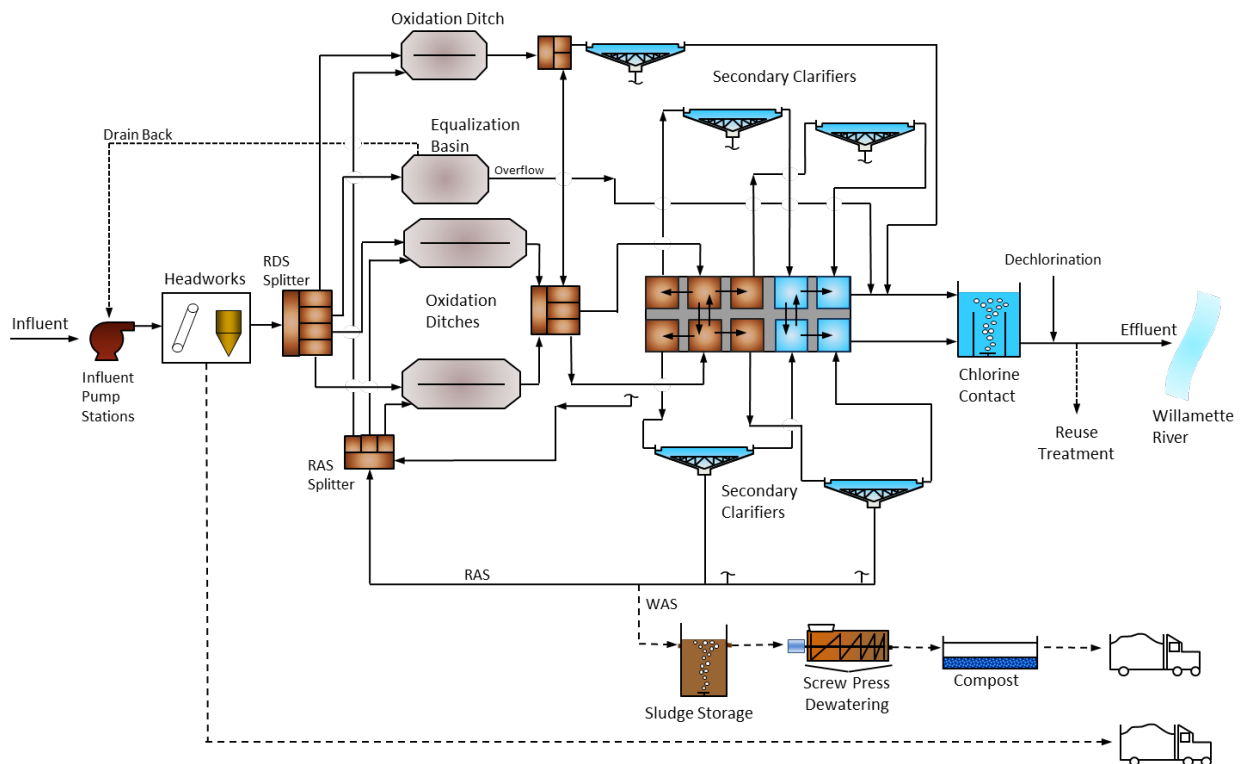 Oxidation Ditch
Secondary Clarifiers
Drain Back
Equalization
Basin
Overflow
RDS
Splitter
Headworks
Dechlorination
Oxidation
Ditches
Influent
Effluent
Influent
Pump
Stations
Chlorine
Contact
Willamette
River
Reuse
Treatment
RAS
Splitter
Secondary
Clarifiers
RAS
WAS
Screw Press
Dewatering
Compost
Sludge Storage